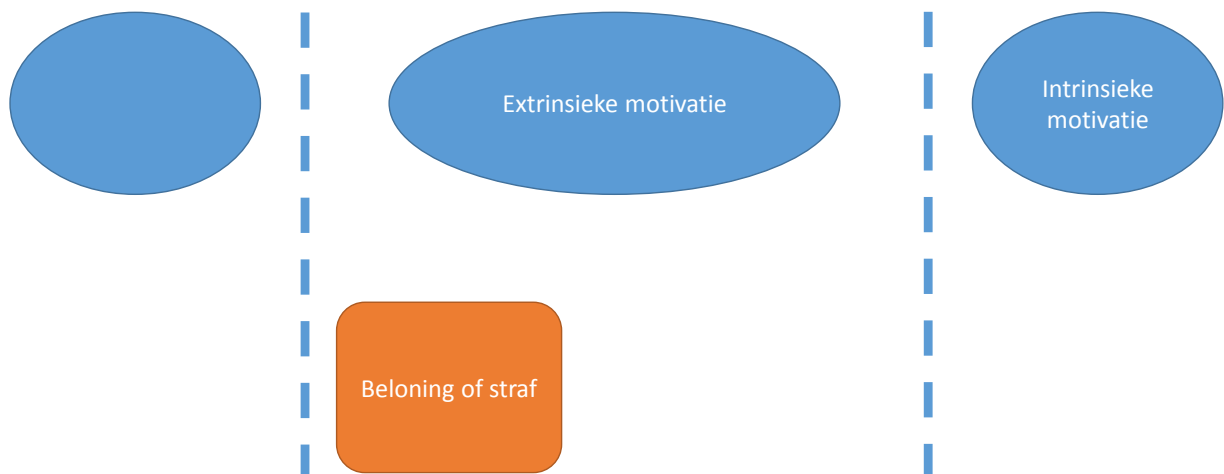 Extrinsieke motivatie
Intrinsieke
motivatie
Beloning of straf